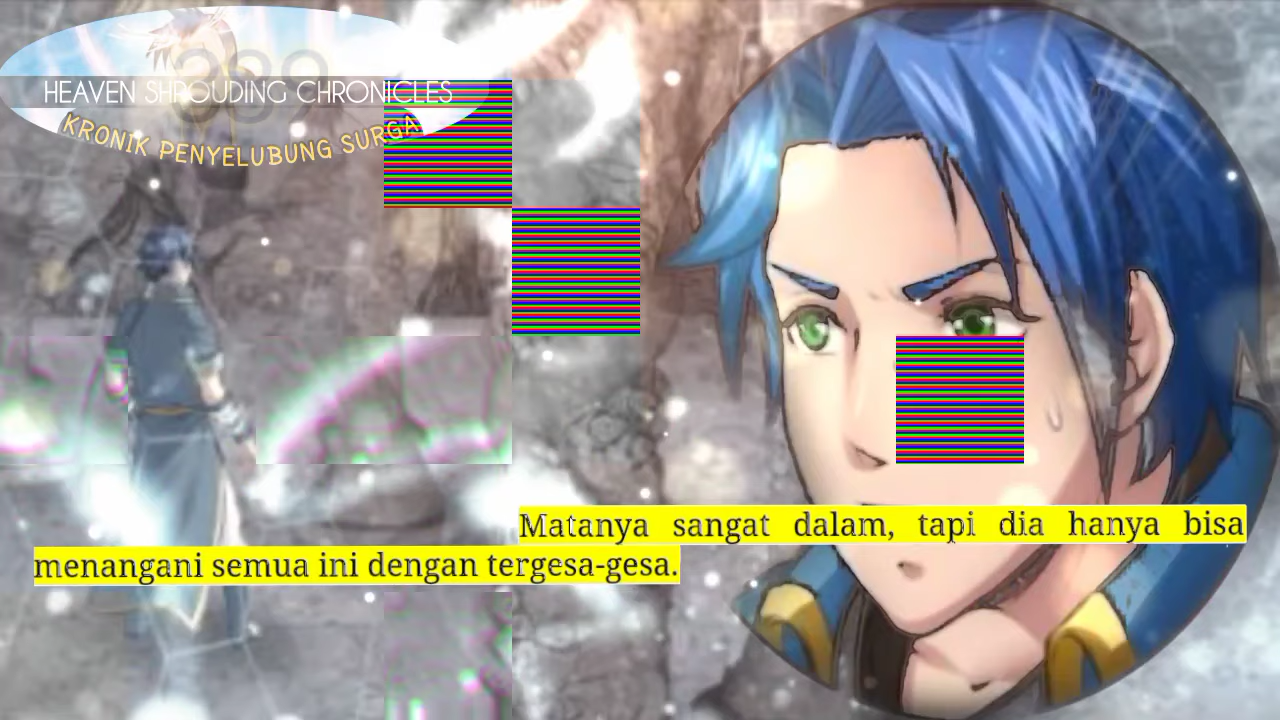 HEAVEN SHROUDING CHRONICLES
KRONIK PENYELUBUNG SURGA
Matanya sangat dalam, tapi dia hanya bisa
menangani semua ini dengan tergesa-gesa.